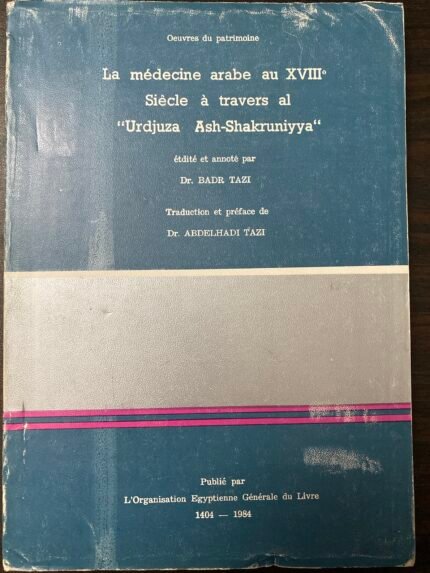 Oeuvres du patrimoine
La médecine arabe au XVIII°
Siècle à travers al
“Urdjuza Ash-Shakruniyya“
étdité et annoté par
Dr. BADR TAZI
Traduction et préface de
Dr. ABDELHADI TAZI
Publié par
L'Organisation Egyptienne Générale du Livre
1404 — 1984